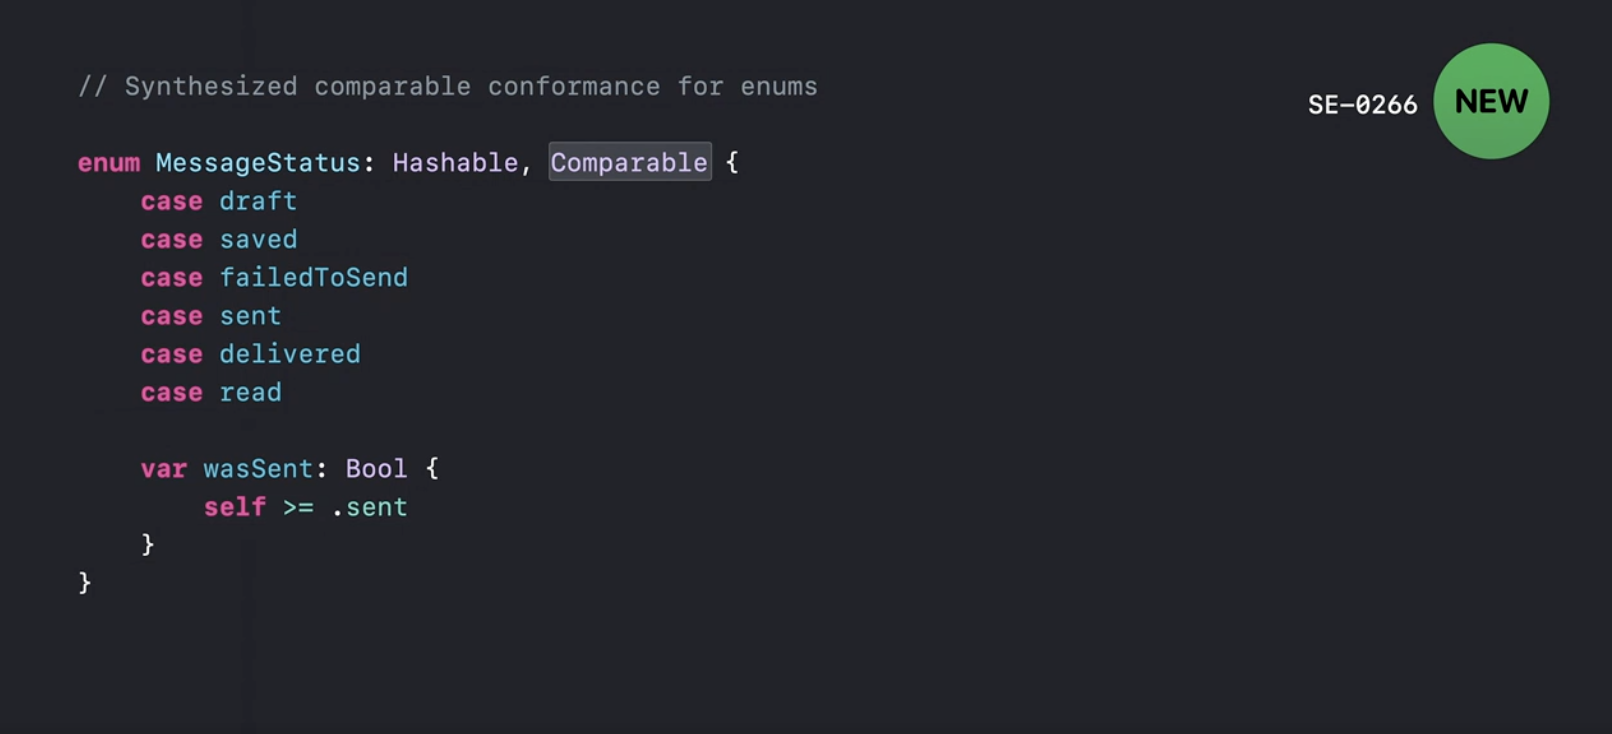 // Synthesized comparable conformance for enums
SE-0266
NEW
enum MessageStatus: Hashable, Comparable {
    case draft
    case saved
    case failedToSend
    case sent
    case delivered
    case read

    var wasSent: Bool {
        self >= .sent
    }
}